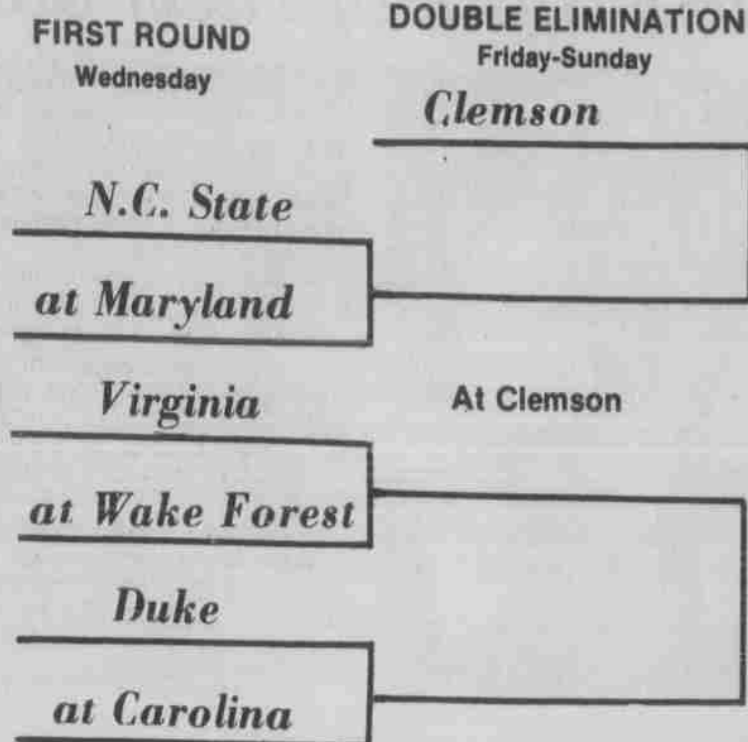 FIRST ROUND
Wednesday
N.C. State
at Maryland
Virginia
at Wake Forest
Duke
at Carolina
DOUBLE ELIMINATION
Friday-Sunday
Clemson
At Clemson